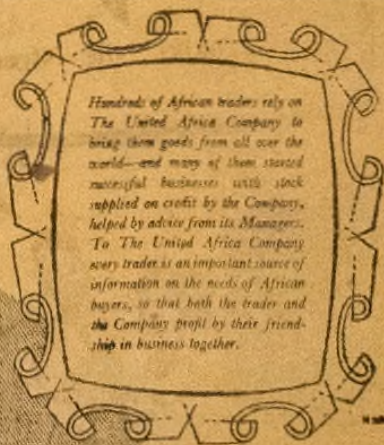 Hundreds of African traders rely on
The United Africa Company to
bring them goods from all over the
world—and many of them started
successful businesses with stock
supplied on credit by the Company,
helped by advice from its Managers.
To The United Africa Company
every trader is an important source of
information on the needs of African
buyers, so that both the trader and
the Company profit by their friend-
ship in business together.